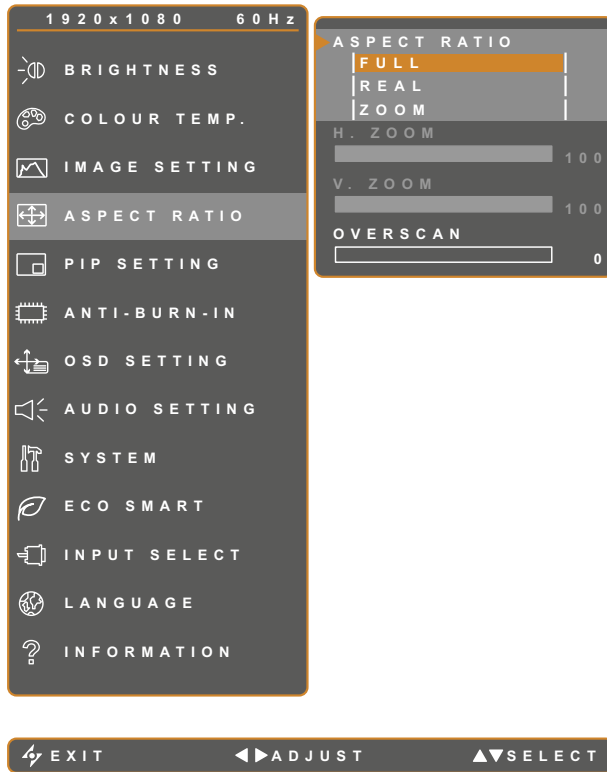 1920x1080 60Hz
BRIGHTNESS
COLOUR TEMP.
IMAGE SETTING
ASPECT RATIO
PIP SETTING
ANTI-BURN-IN
OSD SETTING
AUDIO SETTING
SYSTEM
ECO SMART
INPUT SELECT
LANGUAGE
INFORMATION
ASPECT RATIO
FULL
REAL
ZOOM
H. ZOOM
100
V. ZOOM
100
OVERSCAN
0
EXIT ADJUST SELECT